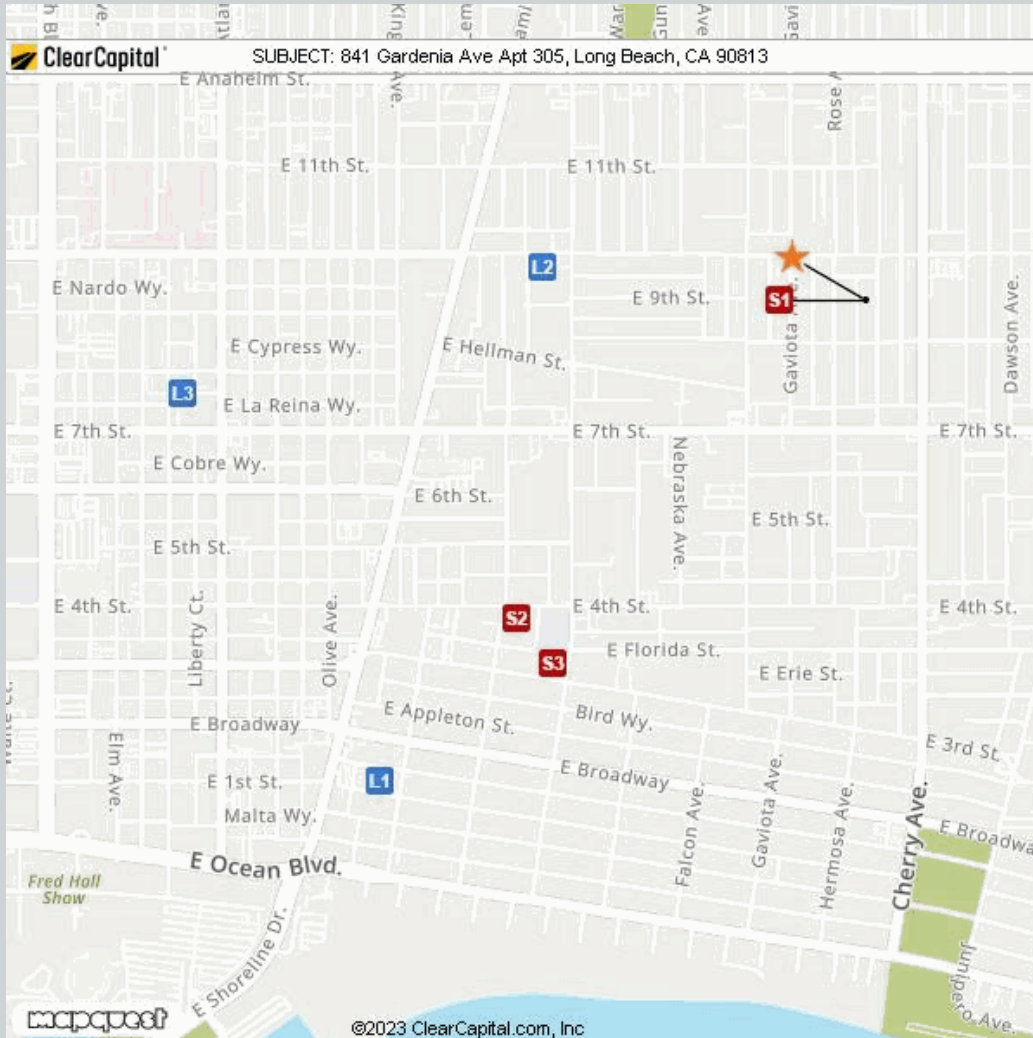 ClearCapital
SUBJECT: 841 Gardenia Ave Apt 305, Long Beach, CA 90813
E Anaheim St.
Ave.
Rose A
E 11th St.
E 11th St.
L2
E Nardo Wy.
E 9th St.
S1
Gaviota Ave.
Dawson Ave.
E Cypress Wy.
E Hellman St.
L3
E La Reina Wy.
E 7th St.
E 7th St.
E 7th St.
E Cobre Wy.
Nebraska Ave.
E 6th St.
E 5th St.
E 5th St.
E 4th St.
Liberty Ct.
Olive Ave.
S2
E 4th St.
E 4th St.
S3
E Florida St.
E Erie St.
E Broadway
E Appleton St.
Bird Wy.
E 3rd St.
Elm Ave.
E 1st St.
L1
E Broadway
Falcon Ave.
Gaviota Ave.
Hermosa Ave.
Cherry Ave.
Malta Wy.
E Broadwa
E Ocean Blvd.
Fred Hall
Show
E Shoreline Dr.
Junipero Ave.
mapquest
©2023 ClearCapital.com, Inc